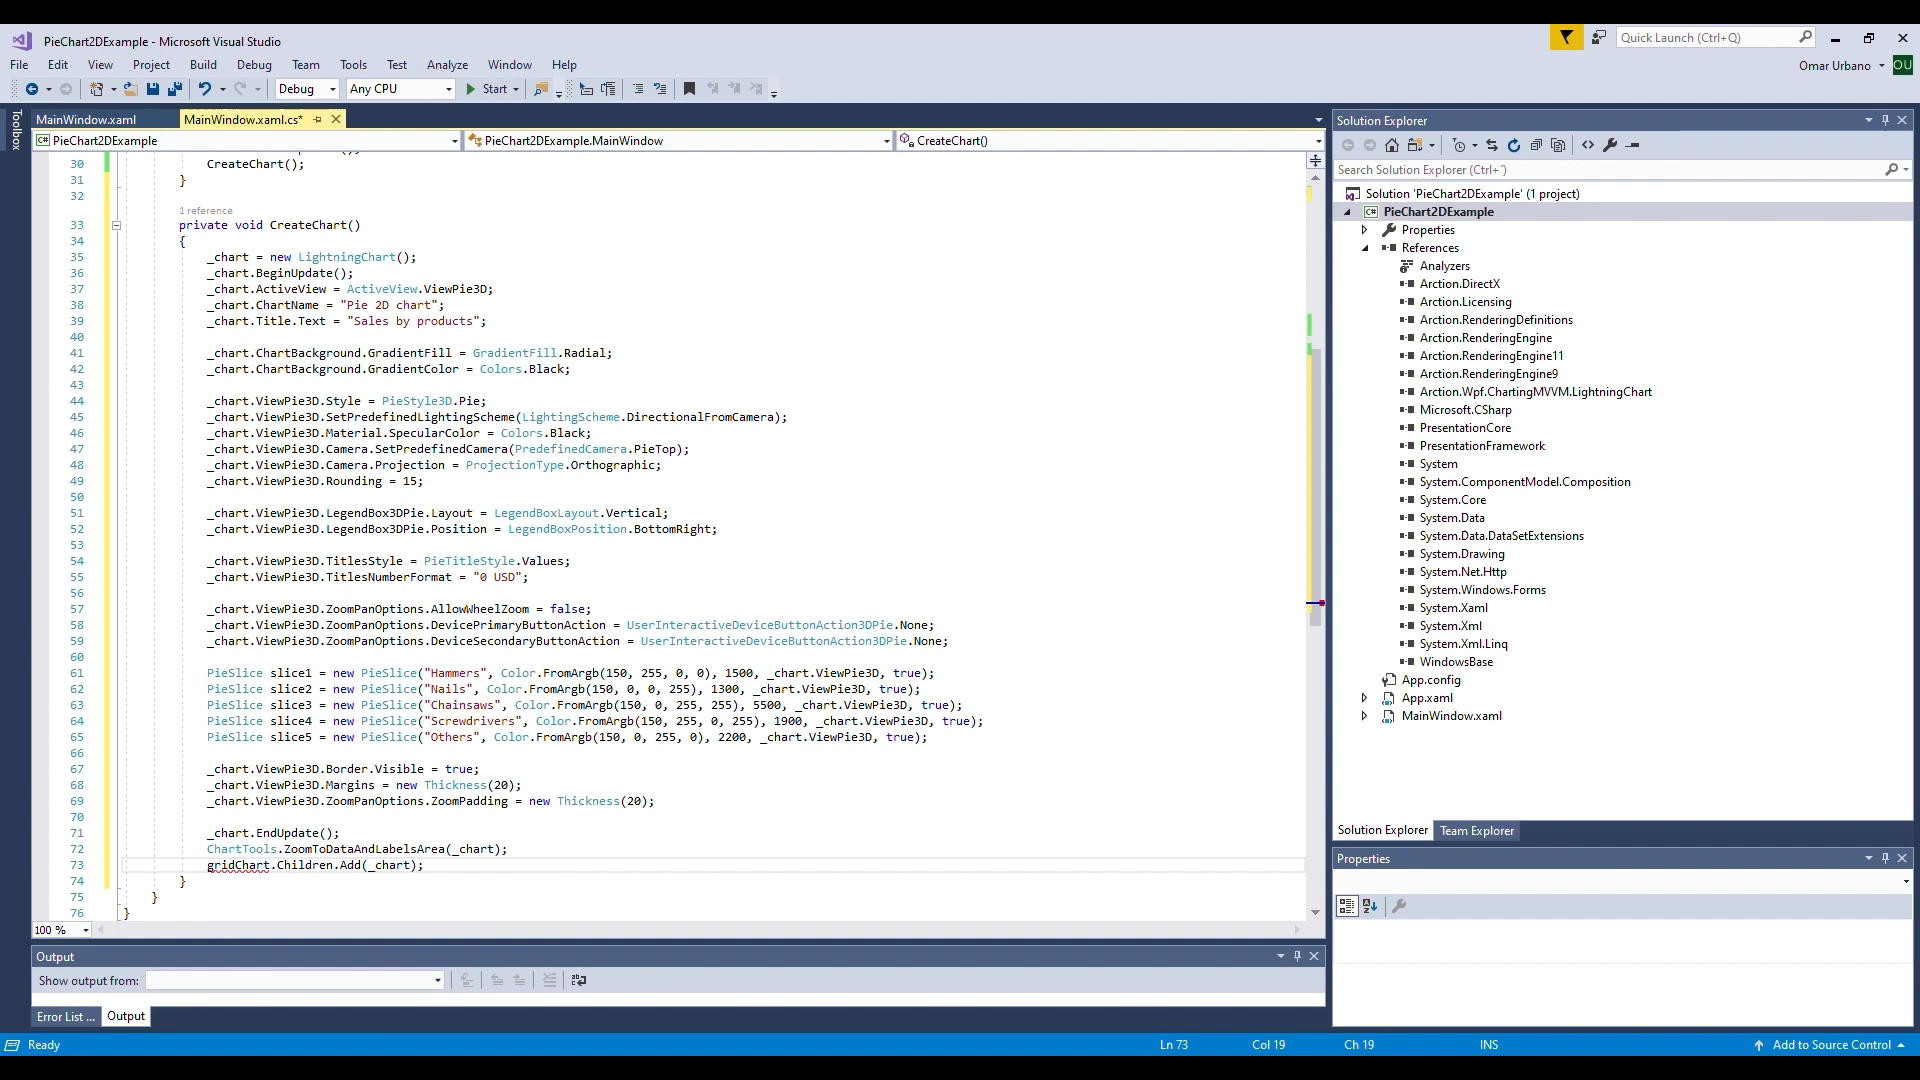 PieChart2DExample - Microsoft Visual Studio
Quick Launch (Ctrl+Q)
File Edit View Project Build Debug Team Tools Test Analyze Window Help
Omar Urbano OU
Debug Any CPU Start
Toolbox
MainWindow.xaml MainWindow.xaml.cs*
PieChart2DExample PieChart2DExample.MainWindow CreateChart()
30 CreateChart();
31 }
32
1 reference
33 private void CreateChart()
34 {
35 _chart = new LightningChart();
36 _chart.BeginUpdate();
37 _chart.ActiveView = ActiveView.ViewPie3D;
38 _chart.ChartName = "Pie 2D chart";
39 _chart.Title.Text = "Sales by products";
40
41 _chart.ChartBackground.GradientFill = GradientFill.Radial;
42 _chart.ChartBackground.GradientColor = Colors.Black;
43
44 _chart.ViewPie3D.Style = PieStyle3D.Pie;
45 _chart.ViewPie3D.SetPredefinedLightingScheme(LightingScheme.DirectionalFromCamera);
46 _chart.ViewPie3D.Material.SpecularColor = Colors.Black;
47 _chart.ViewPie3D.Camera.SetPredefinedCamera(PredefinedCamera.PieTop);
48 _chart.ViewPie3D.Camera.Projection = ProjectionType.Orthographic;
49 _chart.ViewPie3D.Rounding = 15;
50
51 _chart.ViewPie3D.LegendBox3DPie.Layout = LegendBoxLayout.Vertical;
52 _chart.ViewPie3D.LegendBox3DPie.Position = LegendBoxPosition.BottomRight;
53
54 _chart.ViewPie3D.TitlesStyle = PieTitleStyle.Values;
55 _chart.ViewPie3D.TitlesNumberFormat = "0 USD";
56
57 _chart.ViewPie3D.ZoomPanOptions.AllowWheelZoom = false;
58 _chart.ViewPie3D.ZoomPanOptions.DevicePrimaryButtonAction = UserInteractiveDeviceButtonAction3DPie.None;
59 _chart.ViewPie3D.ZoomPanOptions.DeviceSecondaryButtonAction = UserInteractiveDeviceButtonAction3DPie.None;
60
61 PieSlice slice1 = new PieSlice("Hammers", Color.FromArgb(150, 255, 0, 0), 1500, _chart.ViewPie3D, true);
62 PieSlice slice2 = new PieSlice("Nails", Color.FromArgb(150, 0, 0, 255), 1300, _chart.ViewPie3D, true);
63 PieSlice slice3 = new PieSlice("Chainsaws", Color.FromArgb(150, 0, 255, 255), 5500, _chart.ViewPie3D, true);
64 PieSlice slice4 = new PieSlice("Screwdrivers", Color.FromArgb(150, 255, 0, 255), 1900, _chart.ViewPie3D, true);
65 PieSlice slice5 = new PieSlice("Others", Color.FromArgb(150, 0, 255, 0), 2200, _chart.ViewPie3D, true);
66
67 _chart.ViewPie3D.Border.Visible = true;
68 _chart.ViewPie3D.Margins = new Thickness(20);
69 _chart.ViewPie3D.ZoomPanOptions.ZoomPadding = new Thickness(20);
70
71 _chart.EndUpdate();
72 ChartTools.ZoomToDataAndLabelsArea(_chart);
73 gridChart.Children.Add(_chart);
74 }
75 }
76 }
100 %
Output
Show output from:
Error List ... Output
Solution Explorer
Search Solution Explorer (Ctrl+´)
Solution 'PieChart2DExample' (1 project)
C# PieChart2DExample
Properties
References
Analyzers
Arction.DirectX
Arction.Licensing
Arction.RenderingDefinitions
Arction.RenderingEngine
Arction.RenderingEngine11
Arction.RenderingEngine9
Arction.Wpf.ChartingMVVM.LightningChart
Microsoft.CSharp
PresentationCore
PresentationFramework
System
System.ComponentModel.Composition
System.Core
System.Data
System.Data.DataSetExtensions
System.Drawing
System.Net.Http
System.Windows.Forms
System.Xaml
System.Xml
System.Xml.Linq
WindowsBase
App.config
App.xaml
MainWindow.xaml
Solution Explorer Team Explorer
Properties
Ready Ln 73 Col 19 Ch 19 INS Add to Source Control